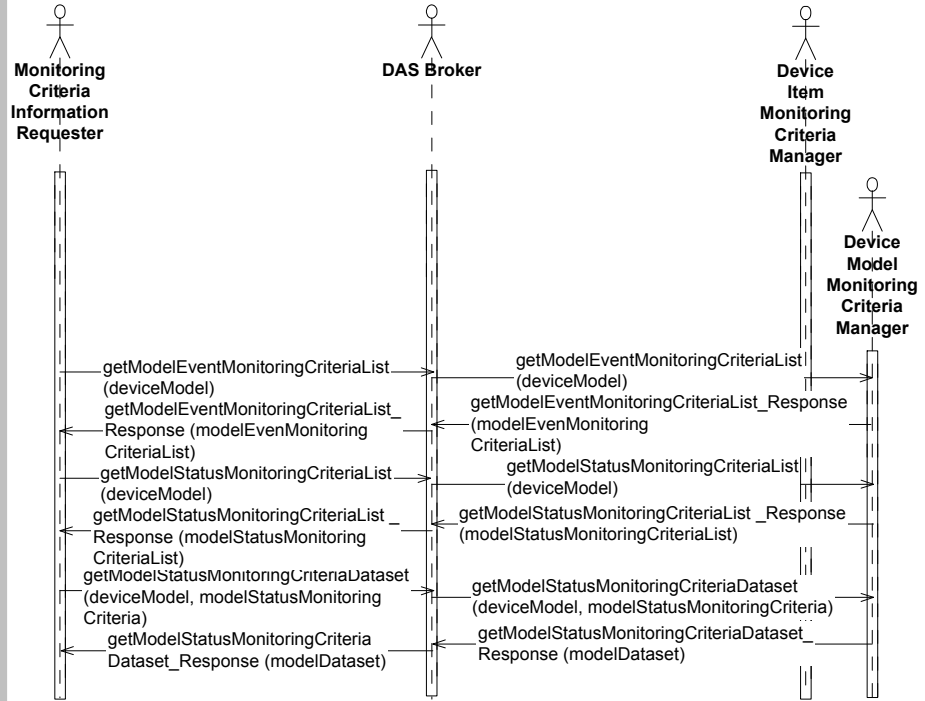 Monitoring
Criteria
Information
Requester
DAS Broker
Device
Item
Monitoring
Criteria
Manager
Device
Model
Monitoring
Criteria
Manager
getModelEventMonitoringCriteriaList
(deviceModel)
getModelEventMonitoringCriteriaList
(deviceModel)
getModelEventMonitoringCriteriaList_
Response (modelEvenMonitoring
CriteriaList)
getModelEventMonitoringCriteriaList_Response
(modelEvenMonitoring
CriteriaList)
getModelStatusMonitoringCriteriaList
(deviceModel)
getModelStatusMonitoringCriteriaList
(deviceModel)
getModelStatusMonitoringCriteriaList _
Response (modelStatusMonitoring
CriteriaList)
getModelStatusMonitoringCriteriaList _Response
(modelStatusMonitoringCriteriaList)
getModelStatusMonitoringCriteriaDataset
(deviceModel, modelStatusMonitoring
Criteria)
getModelStatusMonitoringCriteriaDataset
(deviceModel, modelStatusMonitoringCriteria)
getModelStatusMonitoringCriteria
Dataset_Response (modelDataset)
getModelStatusMonitoringCriteriaDataset_
Response (modelDataset)